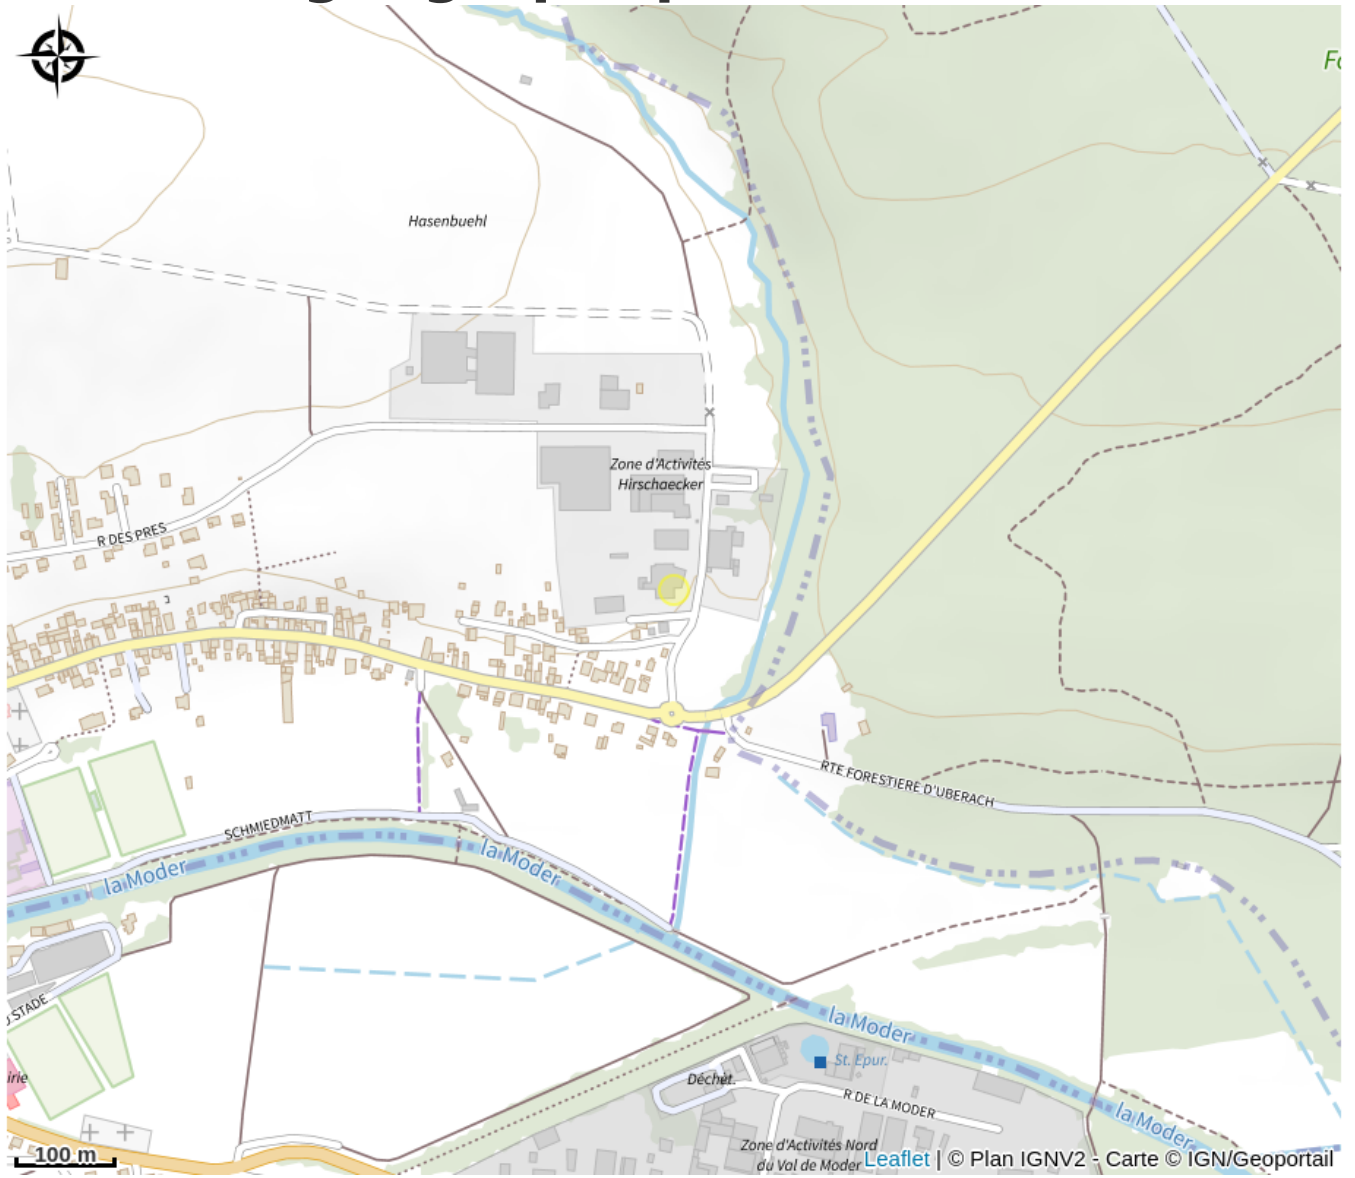 Hasenbuehl
Zone d'Activités
Hirschaecker
R DES PRES
RTE FORESTIERE D'UBERACH
SCHMIEDMATT
la Moder
la Moder
la Moder
St. Epur.
Déchèt.
R DE LA MODER
la Moder
STADE
irie
Zone d'Activités Nord
du Val de Moder
100 m
Leaflet | © Plan IGNV2 - Carte © IGN/Geoportail